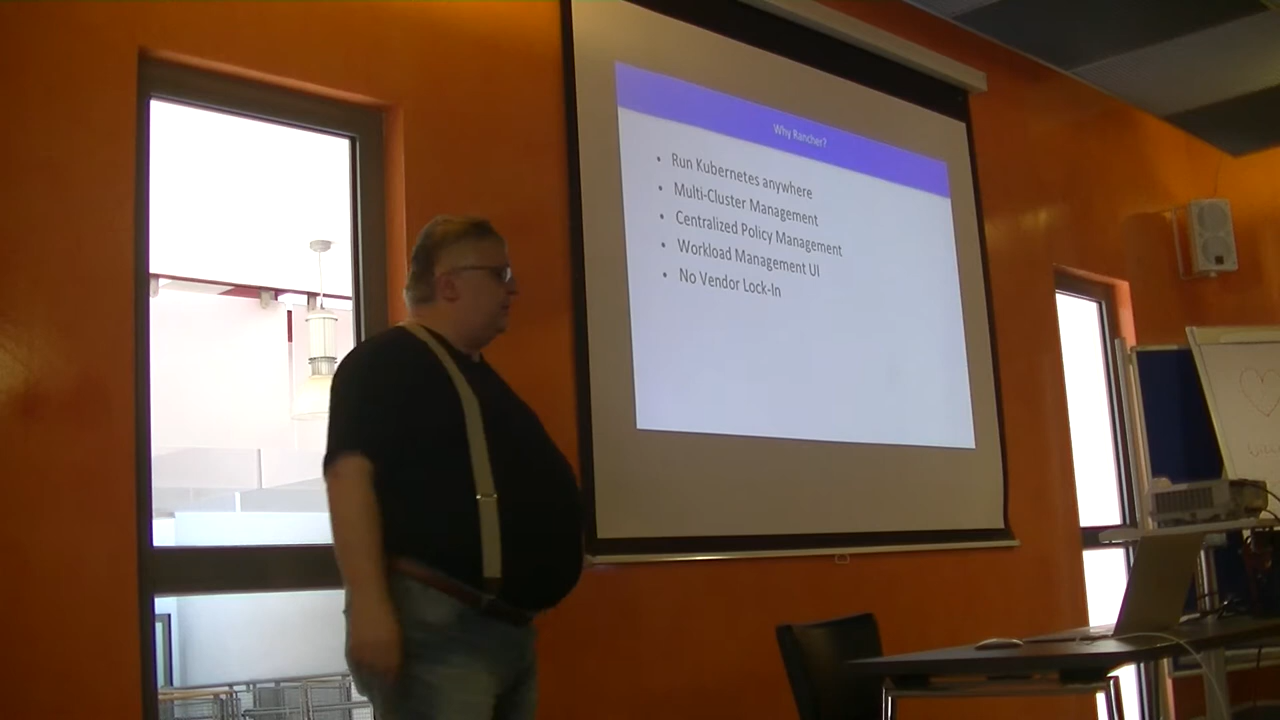 Why Rancher?
• Run Kubernetes anywhere
• Multi-Cluster Management
• Centralized Policy Management
• Workload Management UI
• No Vendor Lock-In